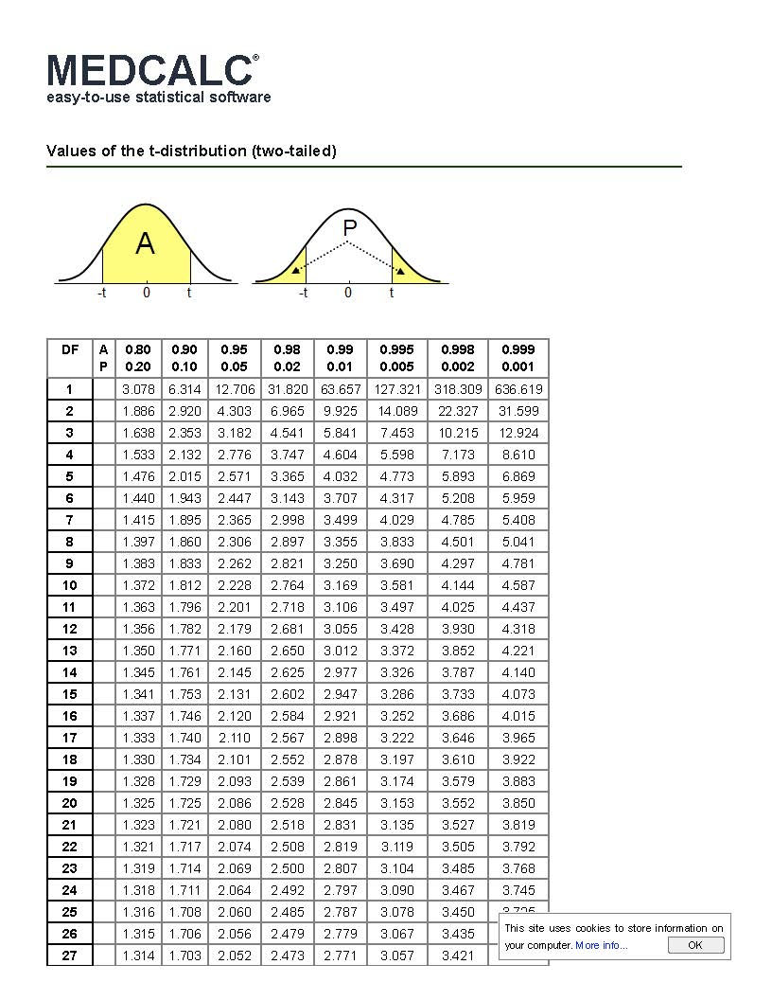 MEDCALC®
easy-to-use statistical software
Values of the t-distribution (two-tailed)
A
-t 0 t
P
-t 0 t
DF A 0.80 0.90 0.95 0.98 0.99 0.995 0.998 0.999
P 0.20 0.10 0.05 0.02 0.01 0.005 0.002 0.001
1 3.078 6.314 12.706 31.820 63.657 127.321 318.309 636.619
2 1.886 2.920 4.303 6.965 9.925 14.089 22.327 31.599
3 1.638 2.353 3.182 4.541 5.841 7.453 10.215 12.924
4 1.533 2.132 2.776 3.747 4.604 5.598 7.173 8.610
5 1.476 2.015 2.571 3.365 4.032 4.773 5.893 6.869
6 1.440 1.943 2.447 3.143 3.707 4.317 5.208 5.959
7 1.415 1.895 2.365 2.998 3.499 4.029 4.785 5.408
8 1.397 1.860 2.306 2.897 3.355 3.833 4.501 5.041
9 1.383 1.833 2.262 2.821 3.250 3.690 4.297 4.781
10 1.372 1.812 2.228 2.764 3.169 3.581 4.144 4.587
11 1.363 1.796 2.201 2.718 3.106 3.497 4.025 4.437
12 1.356 1.782 2.179 2.681 3.055 3.428 3.930 4.318
13 1.350 1.771 2.160 2.650 3.012 3.372 3.852 4.221
14 1.345 1.761 2.145 2.625 2.977 3.326 3.787 4.140
15 1.341 1.753 2.131 2.602 2.947 3.286 3.733 4.073
16 1.337 1.746 2.120 2.584 2.921 3.252 3.686 4.015
17 1.333 1.740 2.110 2.567 2.898 3.222 3.646 3.965
18 1.330 1.734 2.101 2.552 2.878 3.197 3.610 3.922
19 1.328 1.729 2.093 2.539 2.861 3.174 3.579 3.883
20 1.325 1.725 2.086 2.528 2.845 3.153 3.552 3.850
21 1.323 1.721 2.080 2.518 2.831 3.135 3.527 3.819
22 1.321 1.717 2.074 2.508 2.819 3.119 3.505 3.792
23 1.319 1.714 2.069 2.500 2.807 3.104 3.485 3.768
24 1.318 1.711 2.064 2.492 2.797 3.090 3.467 3.745
25 1.316 1.708 2.060 2.485 2.787 3.078 3.450
26 1.315 1.706 2.056 2.479 2.779 3.067 3.435
27 1.314 1.703 2.052 2.473 2.771 3.057 3.421
This site uses cookies to store information on
your computer. More info... OK